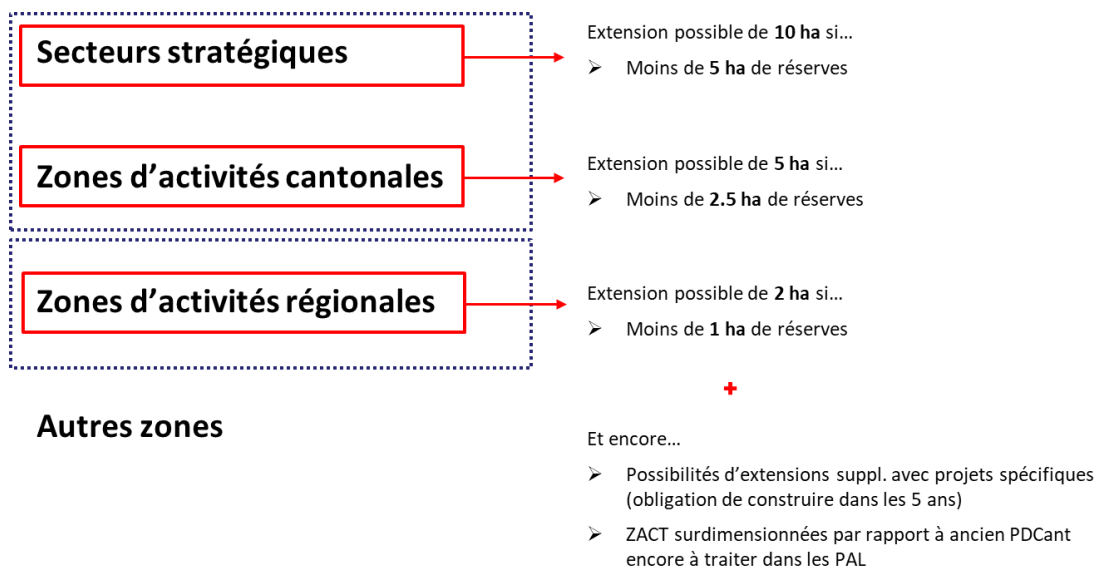 Secteurs stratégiques
Extension possible de 10 ha si...
➢ Moins de 5 ha de réserves
Zones d'activités cantonales
Extension possible de 5 ha si...
➢ Moins de 2.5 ha de réserves
Zones d'activités régionales
Extension possible de 2 ha si...
➢ Moins de 1 ha de réserves
+
Autres zones
Et encore...
➢ Possibilités d'extensions suppl. avec projets spécifiques
(obligation de construire dans les 5 ans)
➢ ZACT surdimensionnées par rapport à ancien PDCant
encore à traiter dans les PAL